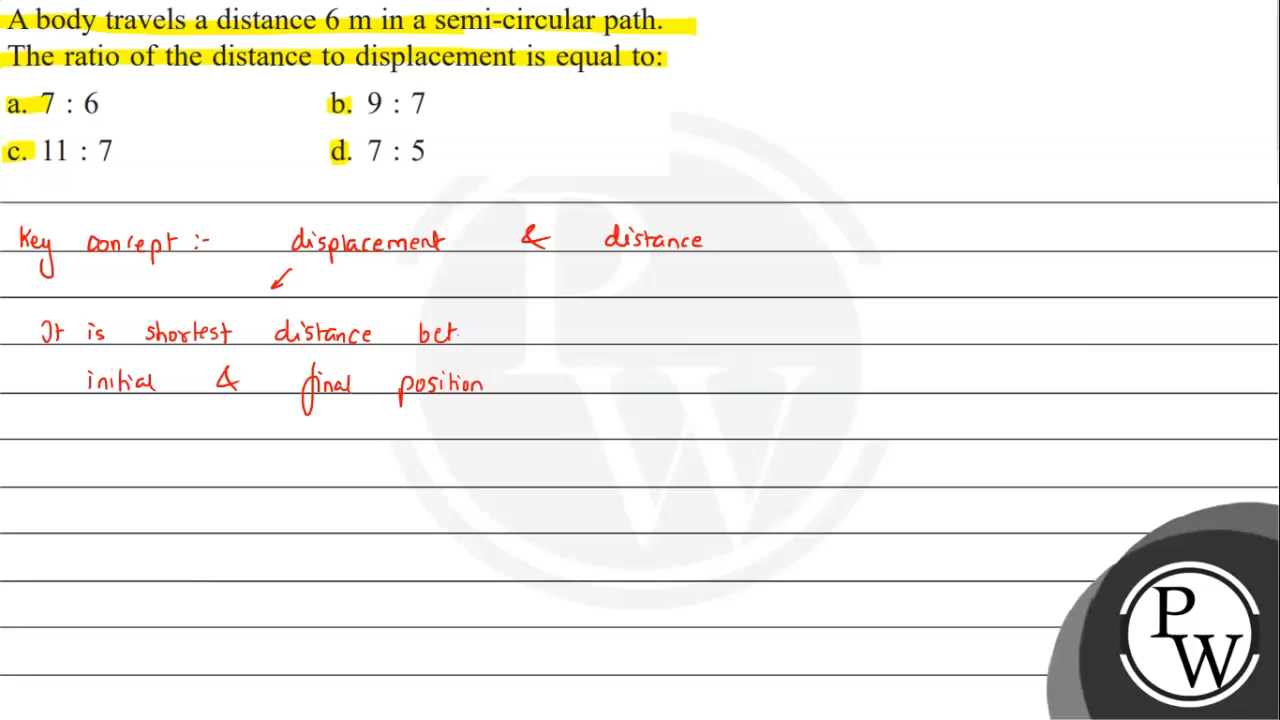 A body travels a distance 6 m in a semi-circular path.
The ratio of the distance to displacement is equal to:
a. 7 : 6 b. 9 : 7
c. 11 : 7 d. 7 : 5
Key concept :- displacement & distance
It is shortest distance bet
initial & final position
PW
P
W